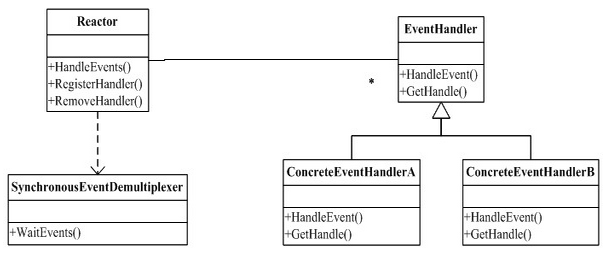 Reactor
+HandleEvents()
+RegisterHandler()
+RemoveHandler()
EventHandler
+HandleEvent()
+GetHandle()
*
SynchronousEventDemultiplexer
+WaitEvents()
ConcreteEventHandlerA
+HandleEvent()
+GetHandle()
ConcreteEventHandlerB
+HandleEvent()
+GetHandle()